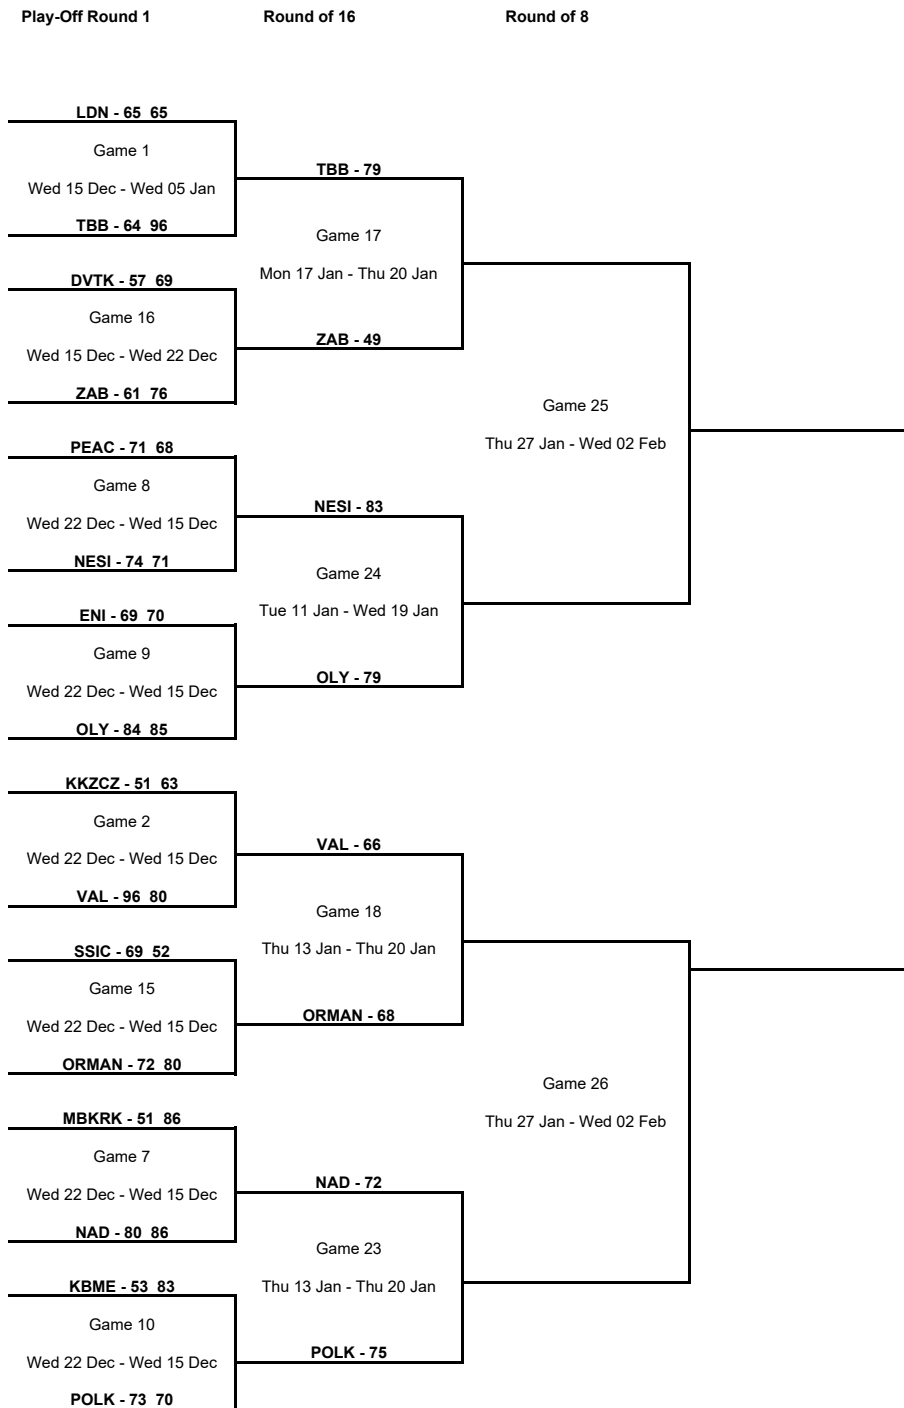 Play-Off Round 1 Round of 16 Round of 8
LDN - 65 65
Game 1
Wed 15 Dec - Wed 05 Jan
TBB - 64 96
DVTK - 57 69
Game 16
Wed 15 Dec - Wed 22 Dec
ZAB - 61 76
PEAC - 71 68
Game 8
Wed 22 Dec - Wed 15 Dec
NESI - 74 71
ENI - 69 70
Game 9
Wed 22 Dec - Wed 15 Dec
OLY - 84 85
KKZCZ - 51 63
Game 2
Wed 22 Dec - Wed 15 Dec
VAL - 96 80
SSIC - 69 52
Game 15
Wed 22 Dec - Wed 15 Dec
ORMAN - 72 80
MBKRK - 51 86
Game 7
Wed 22 Dec - Wed 15 Dec
NAD - 80 86
KBME - 53 83
Game 10
Wed 22 Dec - Wed 15 Dec
POLK - 73 70
TBB - 79
Game 17
Mon 17 Jan - Thu 20 Jan
ZAB - 49
NESI - 83
Game 24
Tue 11 Jan - Wed 19 Jan
OLY - 79
VAL - 66
Game 18
Thu 13 Jan - Thu 20 Jan
ORMAN - 68
NAD - 72
Game 23
Thu 13 Jan - Thu 20 Jan
POLK - 75
Game 25
Thu 27 Jan - Wed 02 Feb
Game 26
Thu 27 Jan - Wed 02 Feb